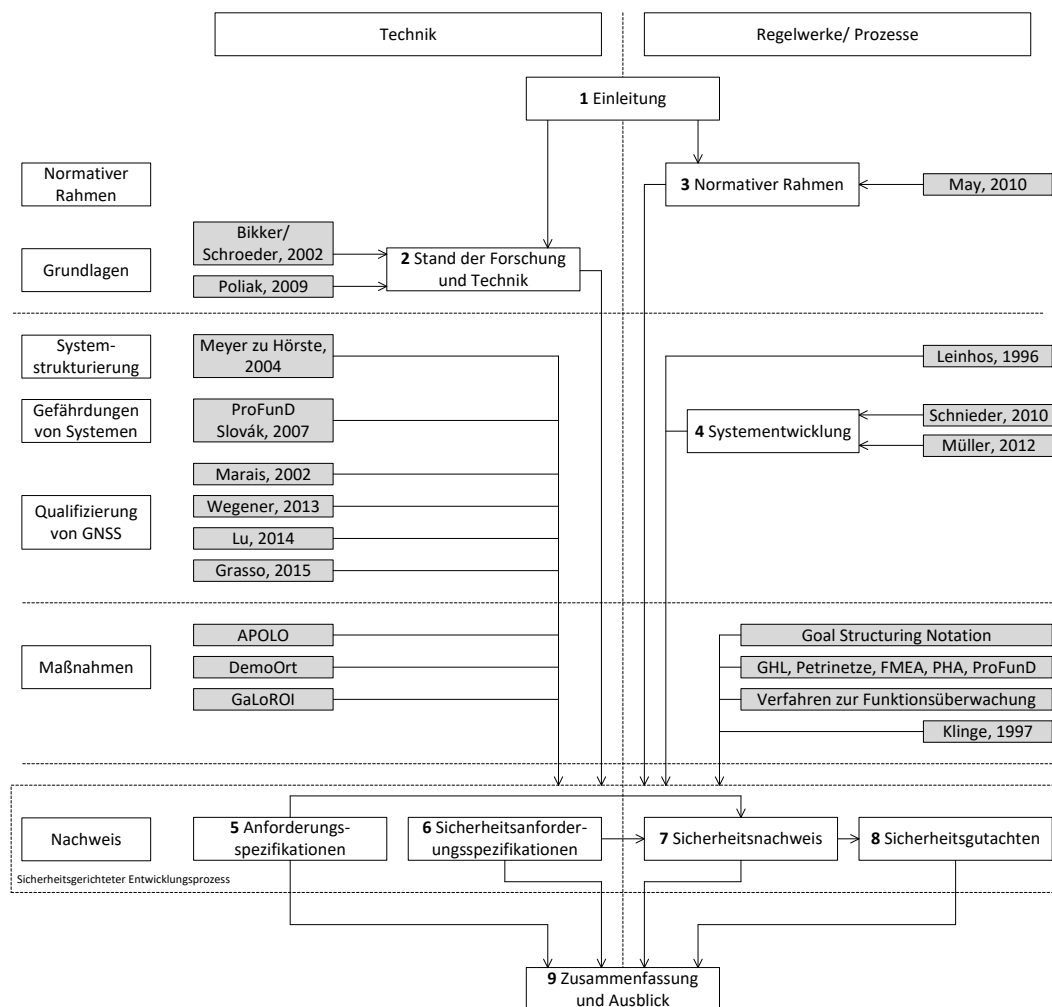 Technik
Regelwerke/ Prozesse
1 Einleitung
Normativer
Rahmen
3 Normativer Rahmen
May, 2010
Bikker/
Schroeder, 2002
Grundlagen
2 Stand der Forschung
und Technik
Poliak, 2009
System-
strukturierung
Meyer zu Hörste,
2004
Leinhos, 1996
Gefährdungen
von Systemen
ProFunD
Slovák, 2007
4 Systementwicklung
Schnieder, 2010
Müller, 2012
Marais, 2002
Qualifizierung
von GNSS
Wegener, 2013
Lu, 2014
Grasso, 2015
Maßnahmen
APOLO
DemoOrt
GaLoROI
Goal Structuring Notation
GHL, Petrinetze, FMEA, PHA, ProFunD
Verfahren zur Funktionsüberwachung
Klinge, 1997
Nachweis
5 Anforderungs-
spezifikationen
6 Sicherheitsanforder-
ungsspezifikationen
7 Sicherheitsnachweis
8 Sicherheitsgutachten
Sicherheitsgerichteter Entwicklungsprozess
9 Zusammenfassung
und Ausblick